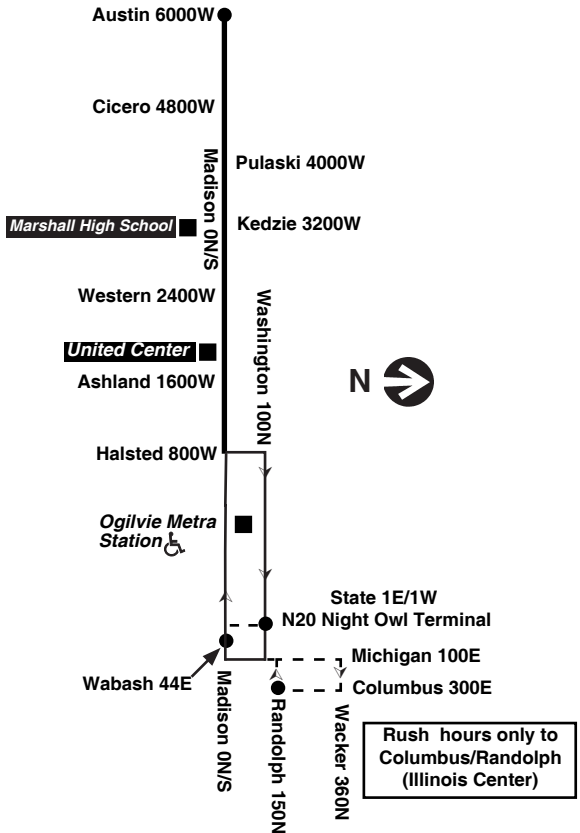 Austin 6000W
Cicero 4800W
Madison 0N/S
Pulaski 4000W
Marshall High School
Kedzie 3200W
Western 2400W
Washington 100N
United Center
Ashland 1600W
N
Halsted 800W
Ogilvie Metra
Station
State 1E/1W
N20 Night Owl Terminal
Michigan 100E
Wabash 44E
Columbus 300E
Madison 0N/S
Randolph 150N
Wacker 360N
Rush hours only to
Columbus/Randolph
(Illinois Center)